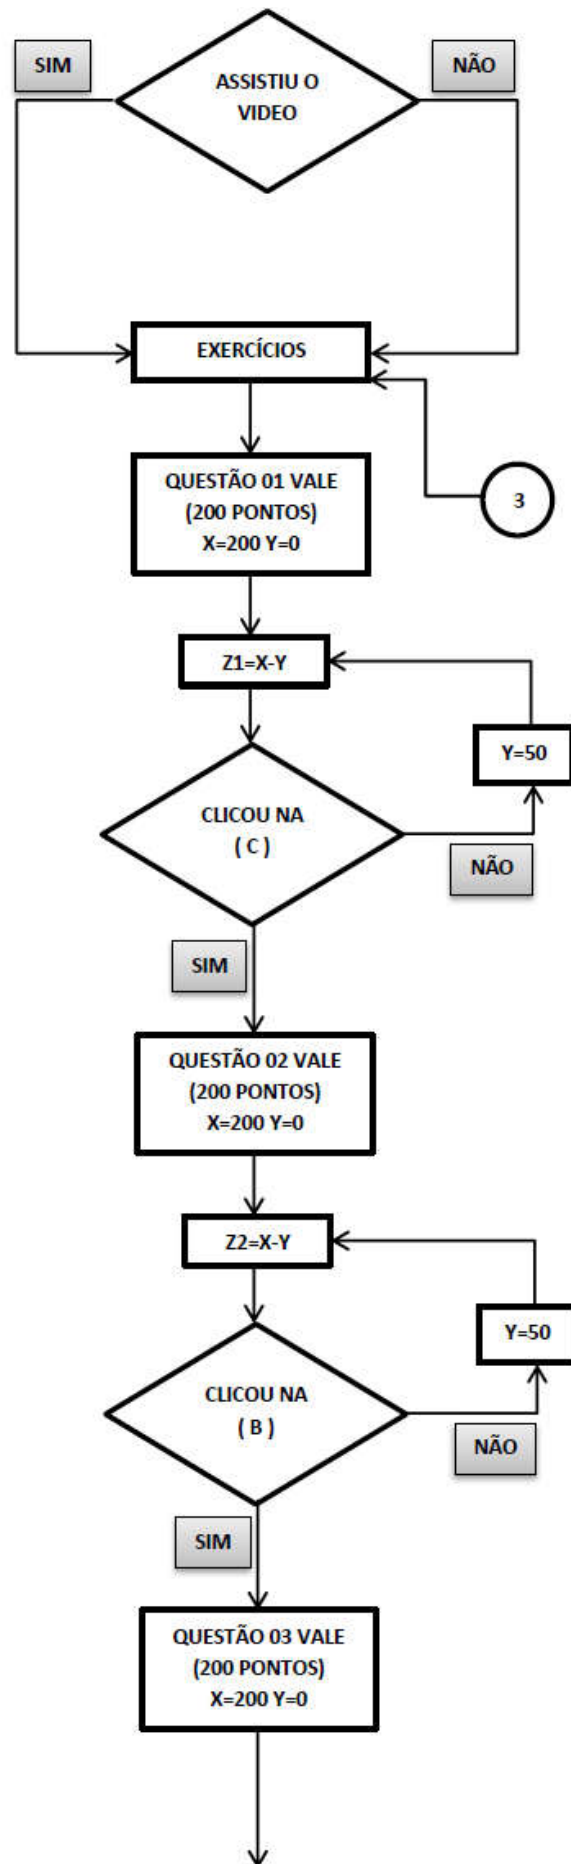 SIM
ASSISTIU O
VIDEO
NÃO
EXERCÍCIOS
QUESTÃO 01 VALE
(200 PONTOS)
X=200 Y=0
3
Z1=X-Y
Y=50
CLICOU NA
( C )
NÃO
SIM
QUESTÃO 02 VALE
(200 PONTOS)
X=200 Y=0
Z2=X-Y
Y=50
CLICOU NA
( B )
NÃO
SIM
QUESTÃO 03 VALE
(200 PONTOS)
X=200 Y=0